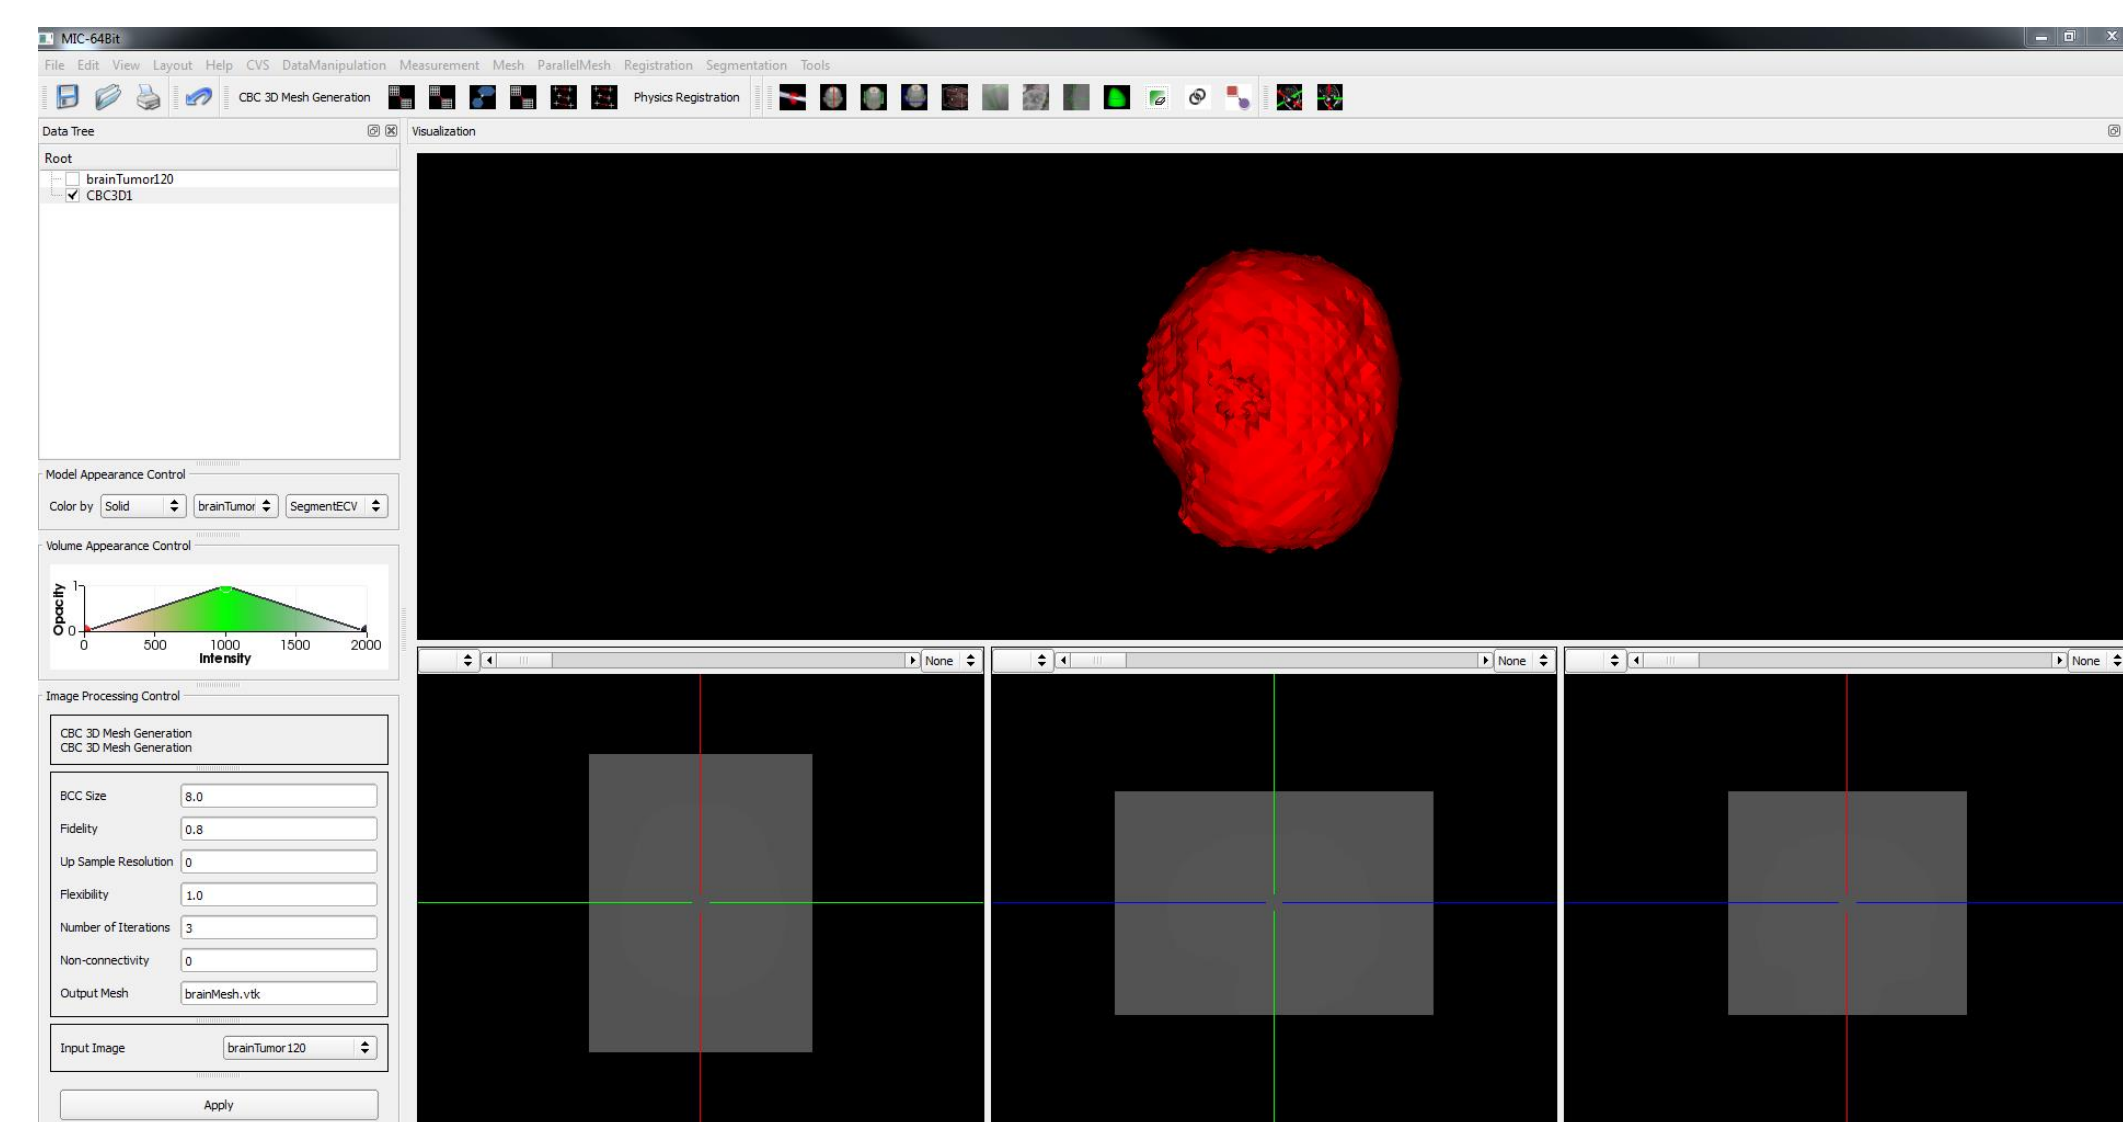 MIC-64Bit
File Edit View Layout Help CVS DataManipulation Measurement Mesh ParallelMesh Registration Segmentation Tools
CBC 3D Mesh Generation Physics Registration
Data Tree
Visualization
Root
brainTumor120
CBC3D1
Model Appearance Control
Color by Solid brainTumor SegmentECV
Volume Appearance Control
Opacity
1
0
0 500 1000 1500 2000
Intensity
None
None
None
Image Processing Control
CBC 3D Mesh Generation
CBC 3D Mesh Generation
BCC Size 8.0
Fidelity 0.8
Up Sample Resolution 0
Flexibility 1.0
Number of Iterations 3
Non-connectivity 0
Output Mesh brainMesh.vtk
Input Image brainTumor120
Apply